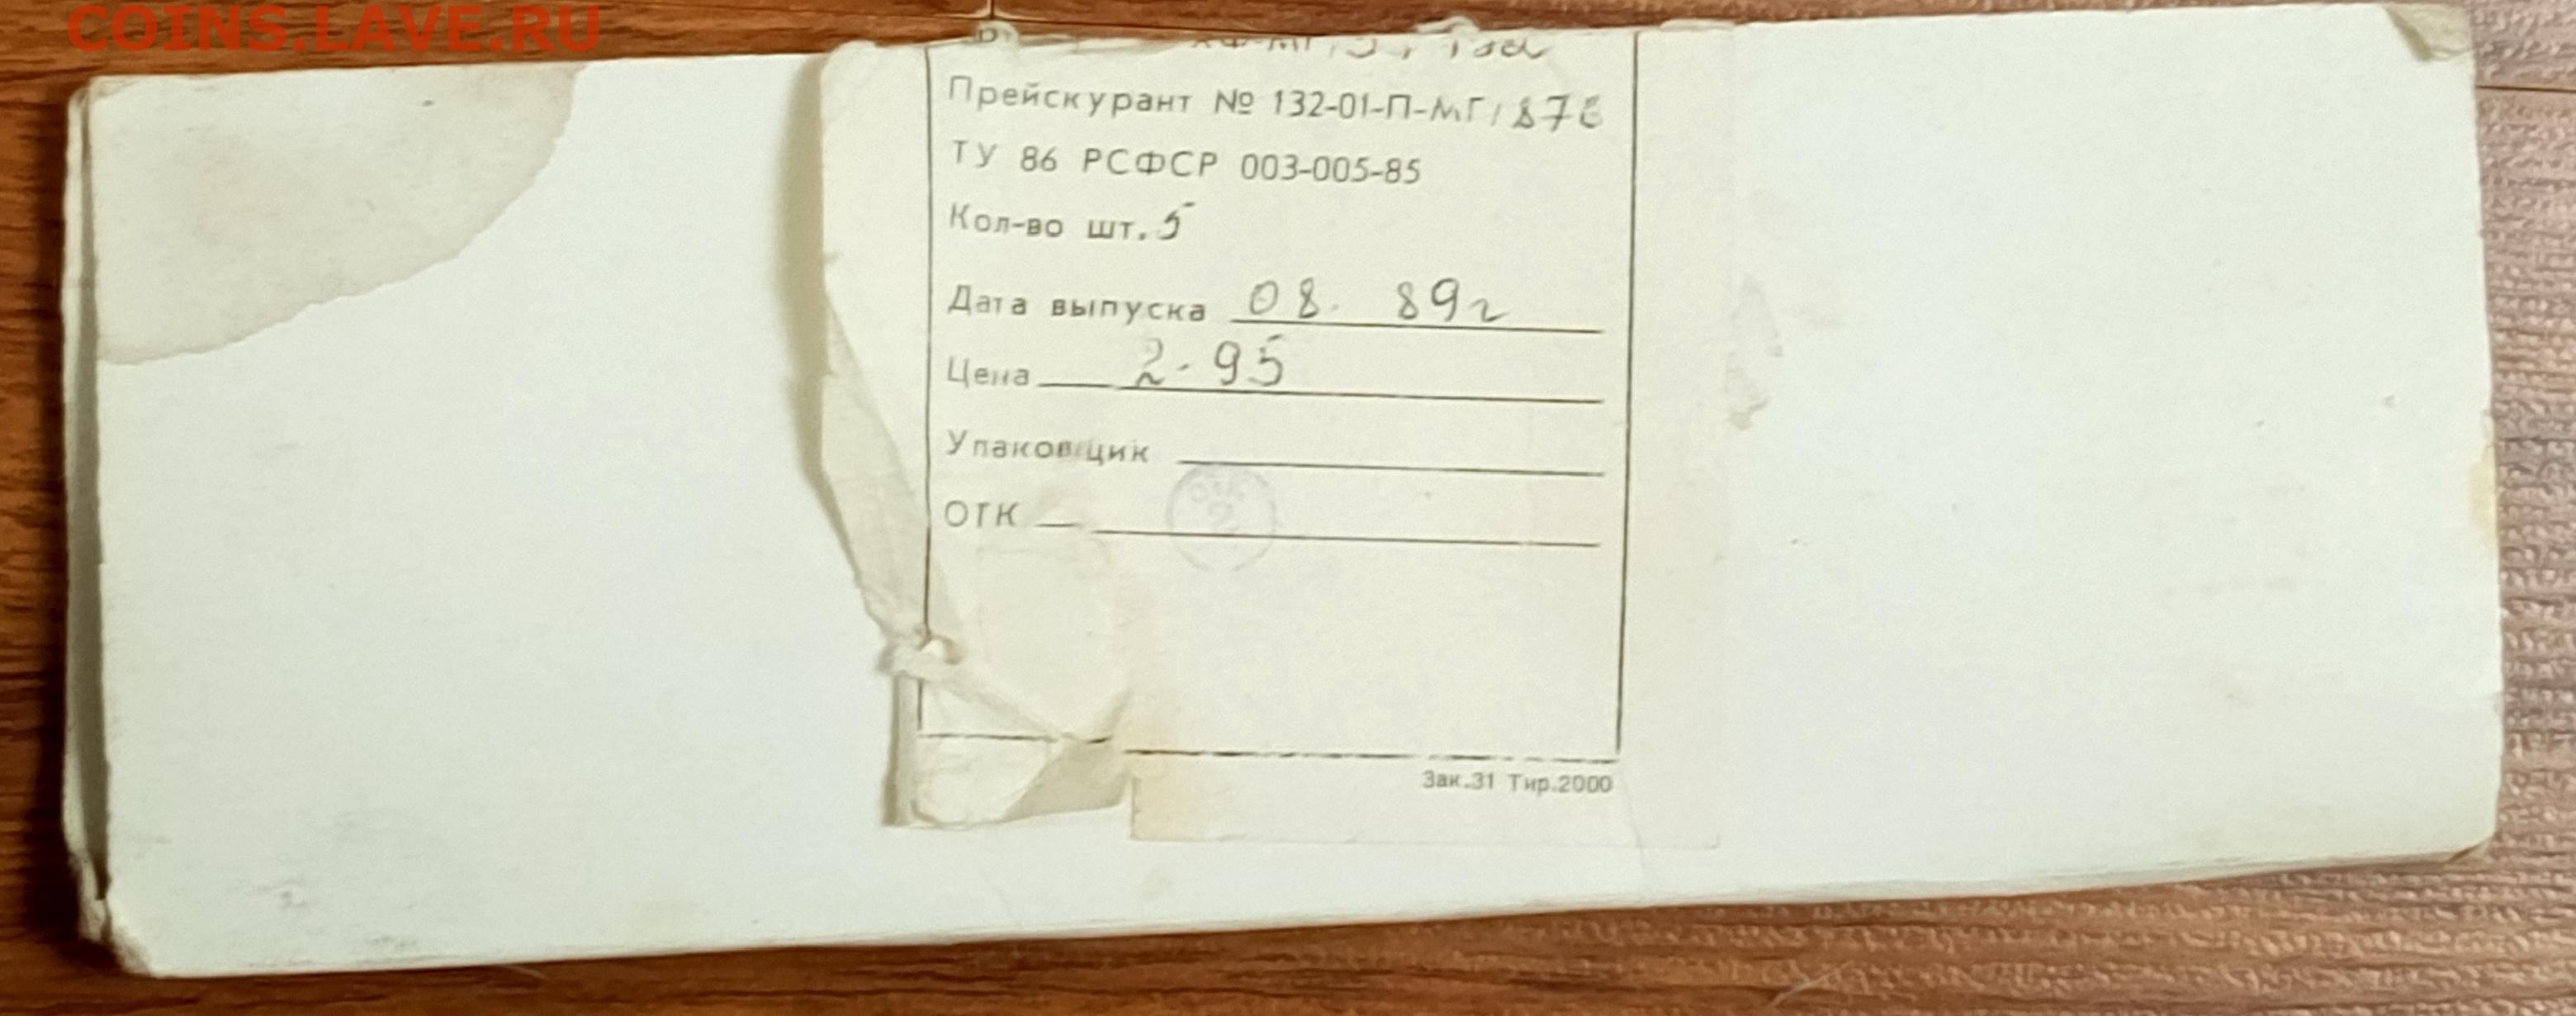 COINS.LAVE.RU
Прейскурант № 132-01-П-МГ/876
ТУ 86 РСФСР 003-005-85
Кол-во шт. 5
Дата выпуска 08. 89г
Цена 2-95
Упаковщик
ОТК
Зак.31 Тир.2000